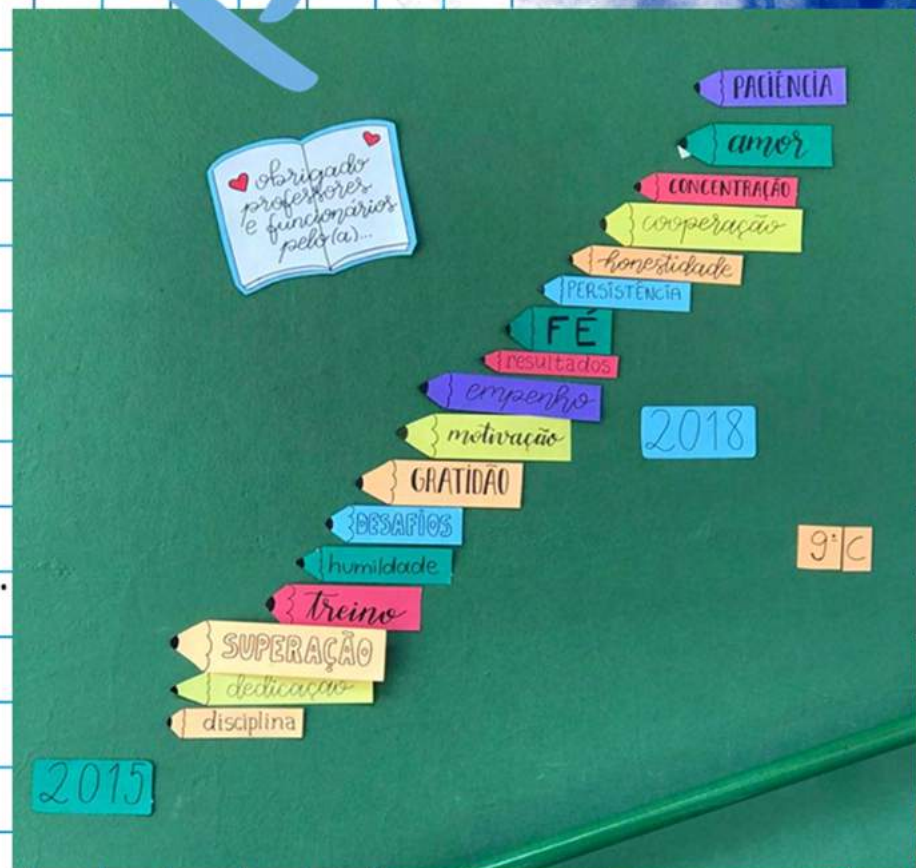 obrigado
professores
e funcionários
pelo(a)...
PACIÊNCIA
amor
CONCENTRAÇÃO
cooperação
honestidade
PERSISTÊNCIA
FÉ
resultados
empenho
motivação
2018
GRATIDÃO
DESAFIOS
9º C
humildade
treino
SUPERAÇÃO
dedicação
disciplina
2015